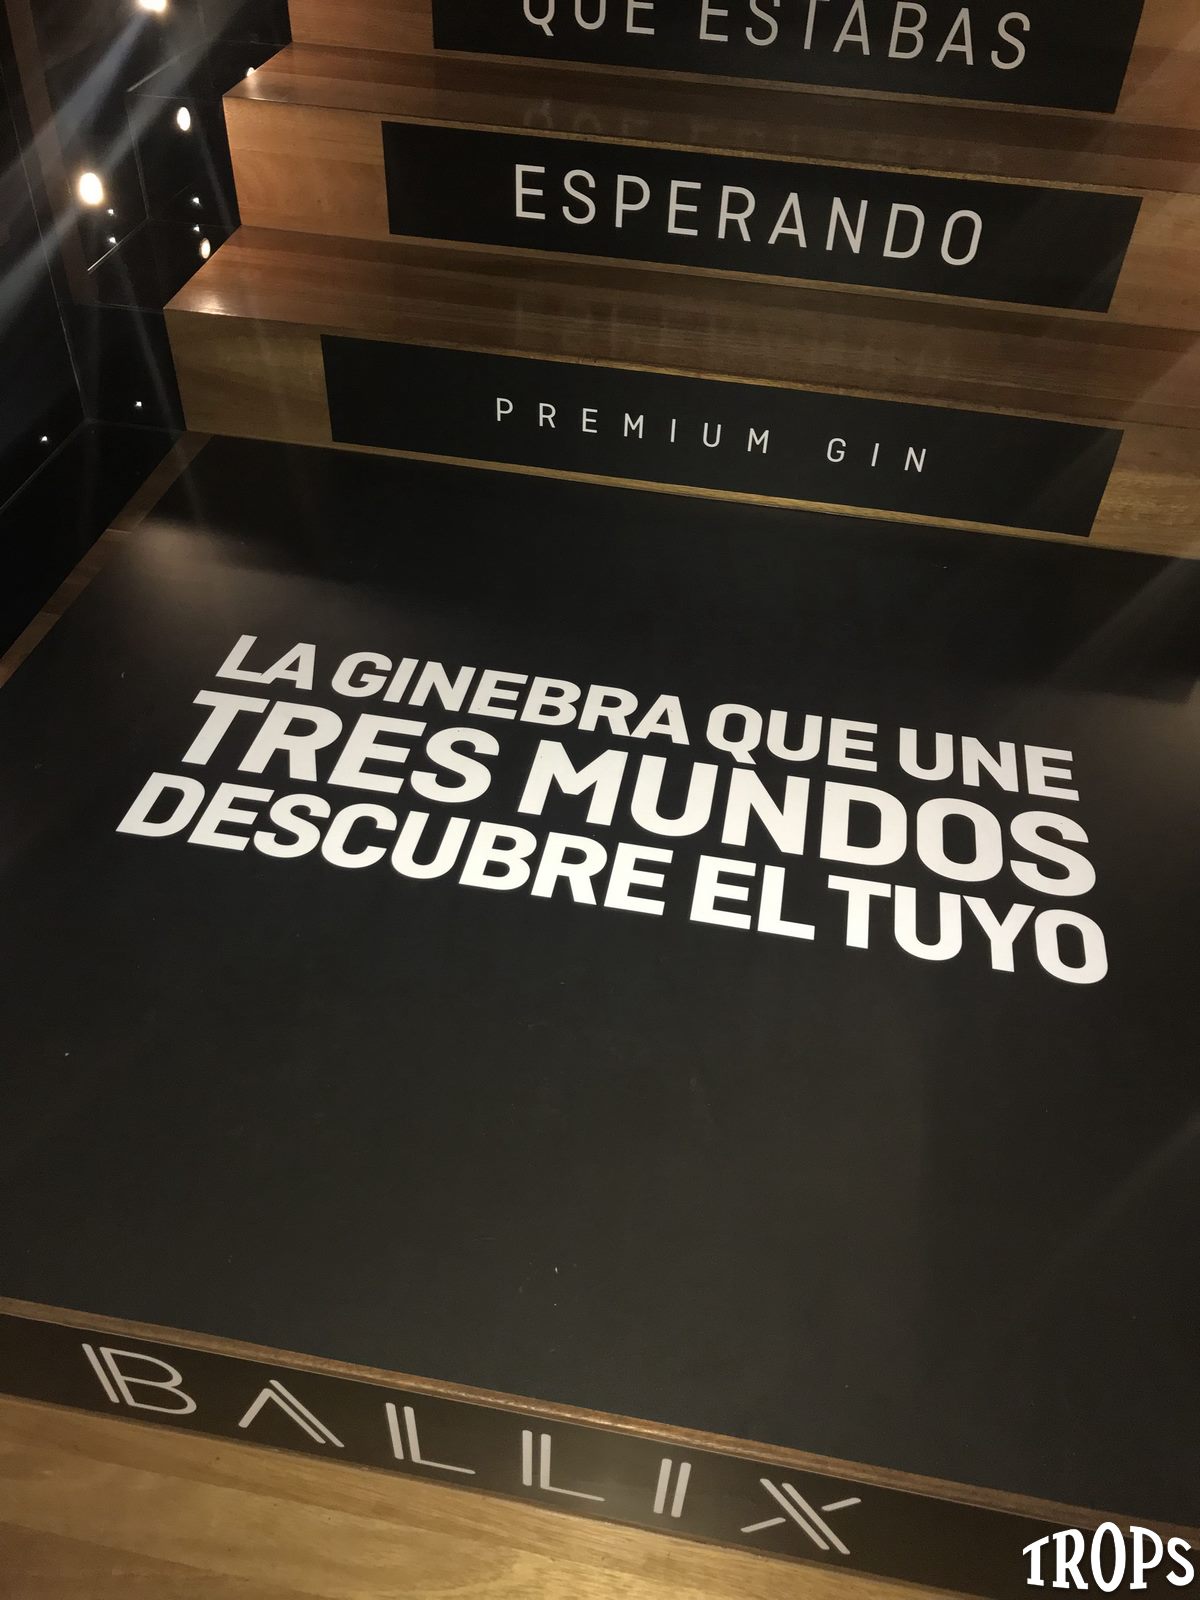 QUE ESTABAS
ESPERANDO
PREMIUM GIN
LA GINEBRA QUE UNE
TRES MUNDOS
DESCUBRE EL TUYO
BALLIX
TROPS